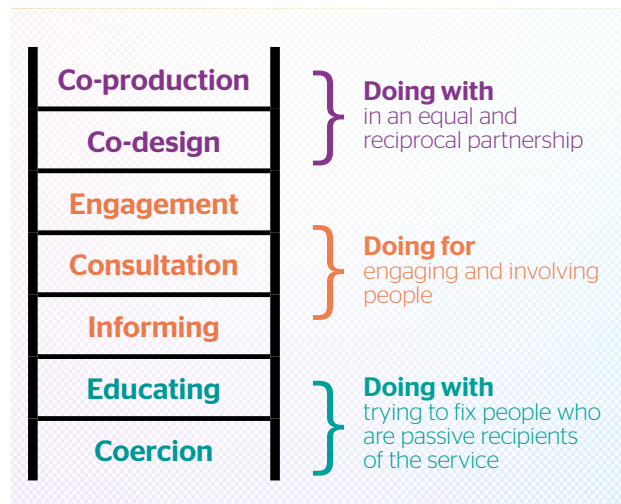 Co-production
Co-design
Engagement
Consultation
Informing
Educating
Coercion
Doing with
in an equal and
reciprocal partnership
Doing for
engaging and involving
people
Doing with
trying to fix people who
are passive recipients
of the service